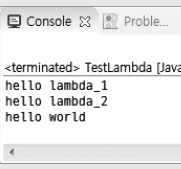 Console Proble...
<terminated> TestLambda [Java
hello lambda_1
hello lambda_2
hello world